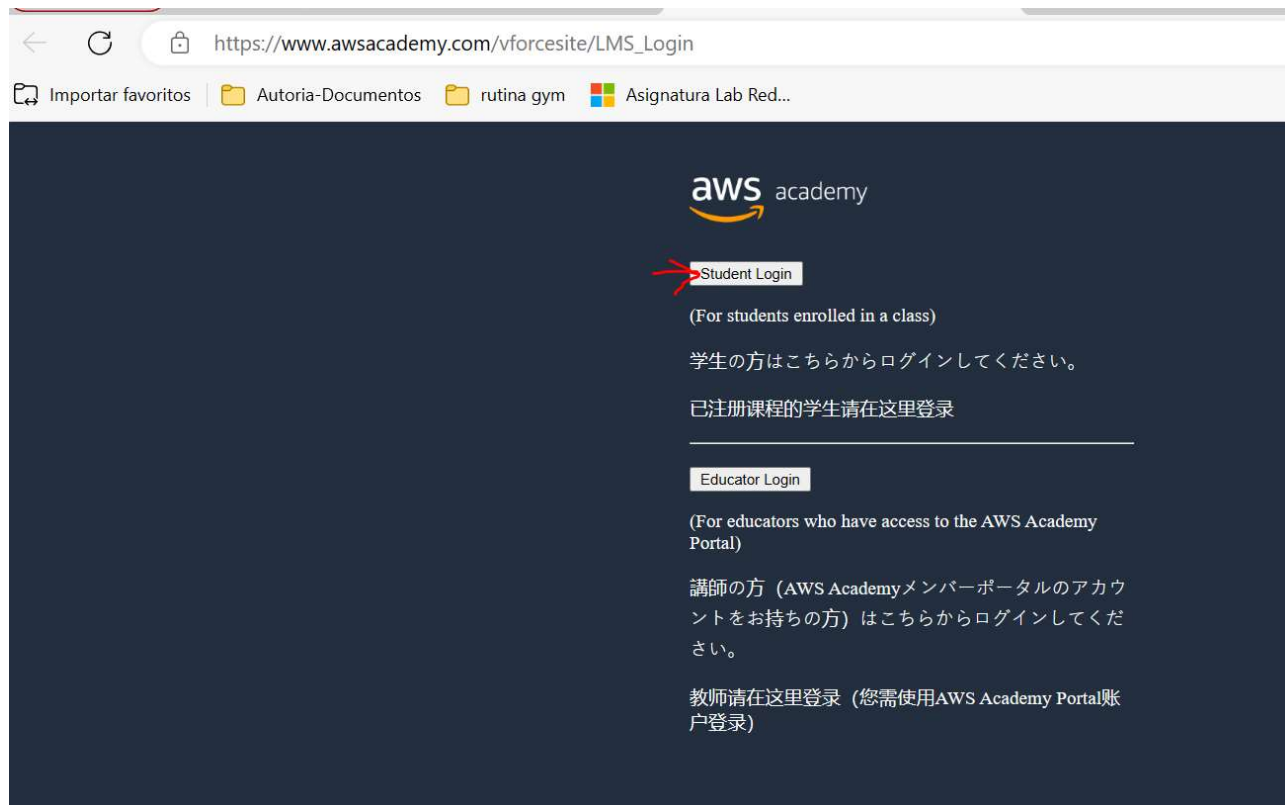 https://www.awsacademy.com/vforcesite/LMS_Login
Importar favoritos
Autoria-Documentos
rutina gym
Asignatura Lab Red...
aws academy
Student Login
(For students enrolled in a class)
学生の方はこちらからログインしてください。
已注册课程的学生请在这里登录
Educator Login
(For educators who have access to the AWS Academy
Portal)
講師の方（AWS Academyメンバーポータルのアカウ
ントをお持ちの方）はこちらからログインしてくだ
さい。
教师请在这里登录（您需使用AWS Academy Portal账
户登录）